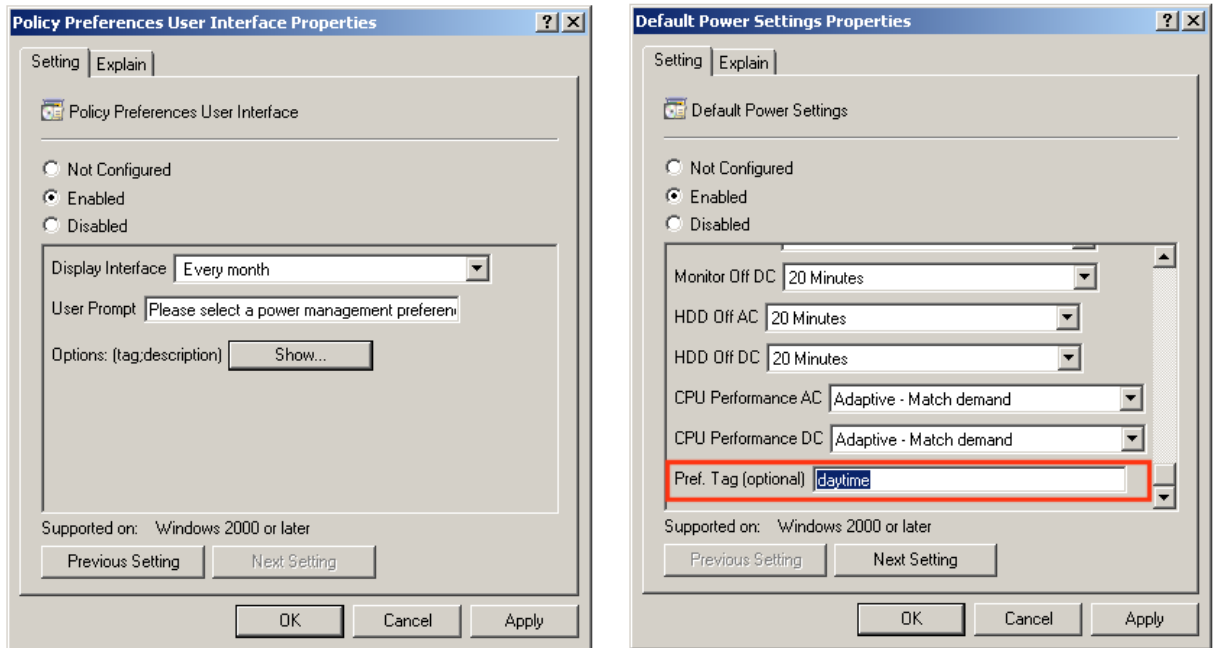 Policy Preferences User Interface Properties
Setting Explain
Policy Preferences User Interface
Not Configured
Enabled
Disabled
Display Interface Every month
User Prompt Please select a power management preferen
Options: (tag;description) Show...
Supported on: Windows 2000 or later
Previous Setting Next Setting
OK Cancel Apply
Default Power Settings Properties
Setting Explain
Default Power Settings
Not Configured
Enabled
Disabled
Monitor Off DC 20 Minutes
HDD Off AC 20 Minutes
HDD Off DC 20 Minutes
CPU Performance AC Adaptive - Match demand
CPU Performance DC Adaptive - Match demand
Pref. Tag (optional) daytime
Supported on: Windows 2000 or later
Previous Setting Next Setting
OK Cancel Apply